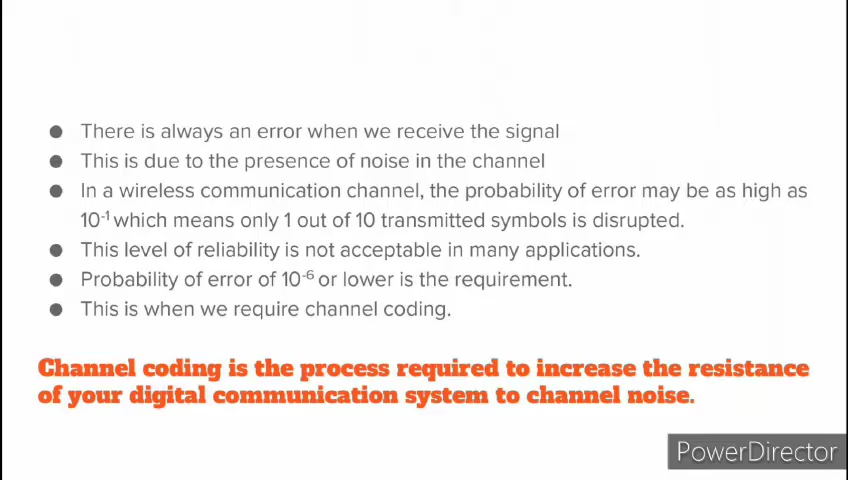 ● There is always an error when we receive the signal
● This is due to the presence of noise in the channel
● In a wireless communication channel, the probability of error may be as high as
10⁻¹ which means only 1 out of 10 transmitted symbols is disrupted.
● This level of reliability is not acceptable in many applications.
● Probability of error of 10⁻⁶ or lower is the requirement.
● This is when we require channel coding.
Channel coding is the process required to increase the resistance
of your digital communication system to channel noise.
PowerDirector